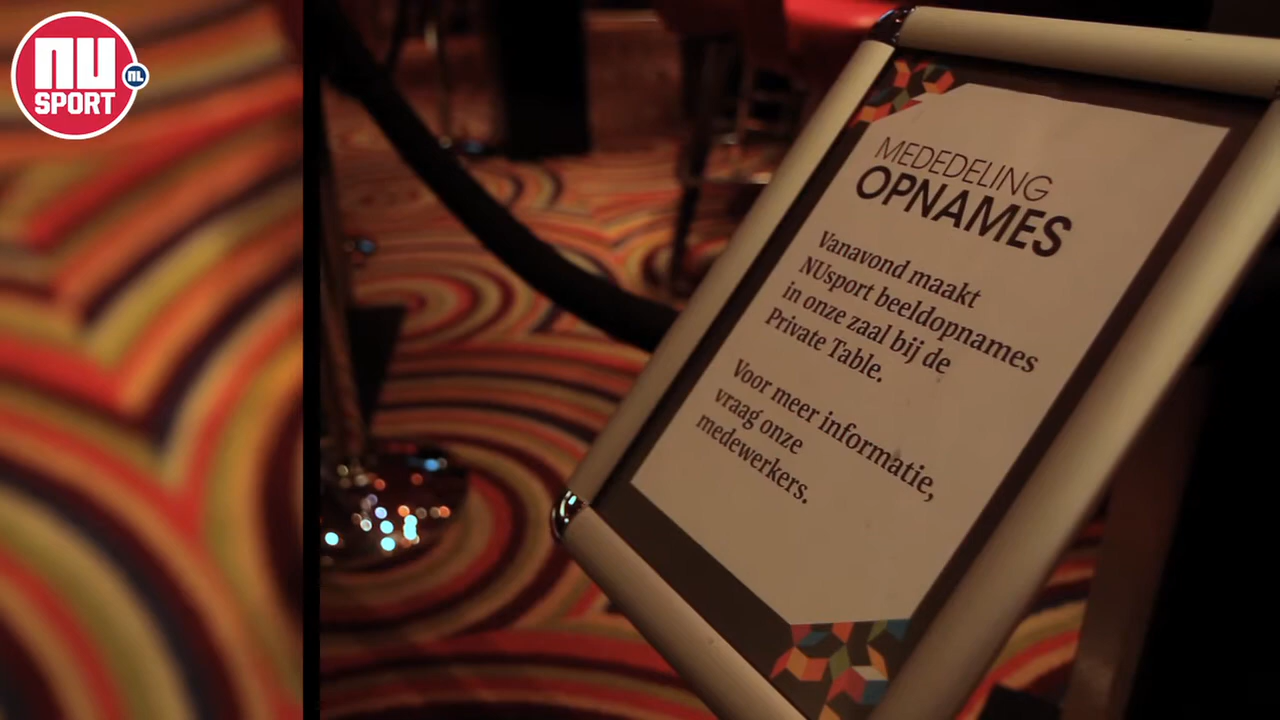 NU
SPORT
NL
MEDEDELING
OPNAMES
Vanavond maakt
NUsport beeldopnames
in onze zaal bij de
Private Table.
Voor meer informatie,
vraag onze
medewerkers.